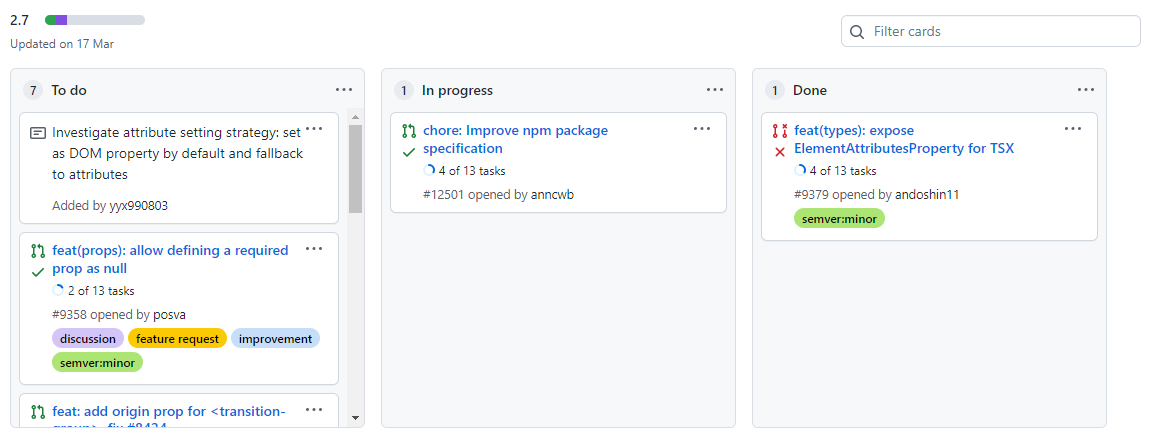 2.7
Updated on 17 Mar
Filter cards
7 To do
Investigate attribute setting strategy: set
as DOM property by default and fallback
to attributes
Added by yyx990803
feat(props): allow defining a required
prop as null
2 of 13 tasks
#9358 opened by posva
discussion feature request improvement
semver:minor
feat: add origin prop for <transition-
group>, fix #8424
1 In progress
chore: Improve npm package
specification
4 of 13 tasks
#12501 opened by anncwb
1 Done
feat(types): expose
ElementAttributesProperty for TSX
4 of 13 tasks
#9379 opened by andoshin11
semver:minor